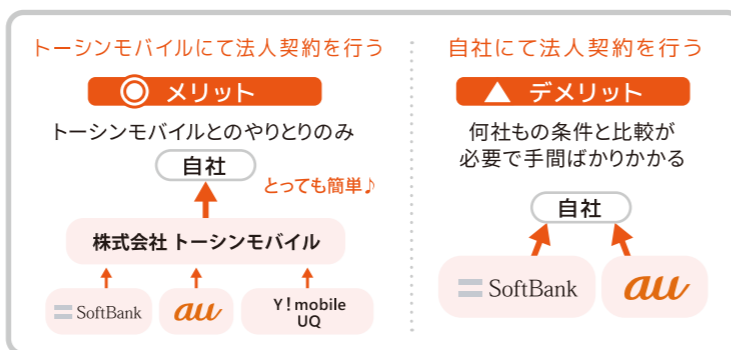 トーシンモバイルにて法人契約を行う
◎ メリット
トーシンモバイルとのやりとりのみ
自社
とっても簡単♪
株式会社 トーシンモバイル
SoftBank
au
Y!mobile
UQ
自社にて法人契約を行う
▲ デメリット
何社もの条件と比較が
必要で手間ばかりかかる
自社
SoftBank
au